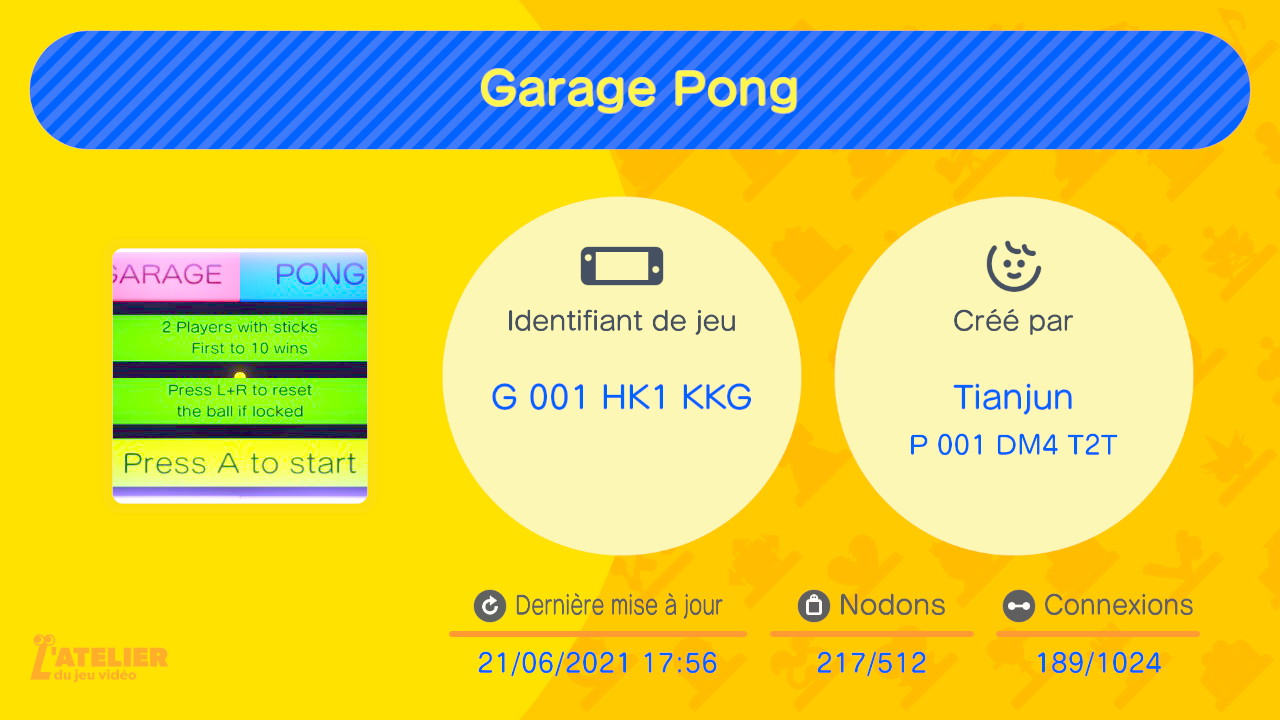 Garage Pong
GARAGE PONG
2 Players with sticks
First to 10 wins
Press L+R to reset
the ball if locked
Press A to start
Identifiant de jeu
G 001 HK1 KKG
Créé par
Tianjun
P 001 DM4 T2T
Dernière mise à jour
21/06/2021 17:56
Nodons
217/512
Connexions
189/1024
L'ATELIER
du jeu vidéo